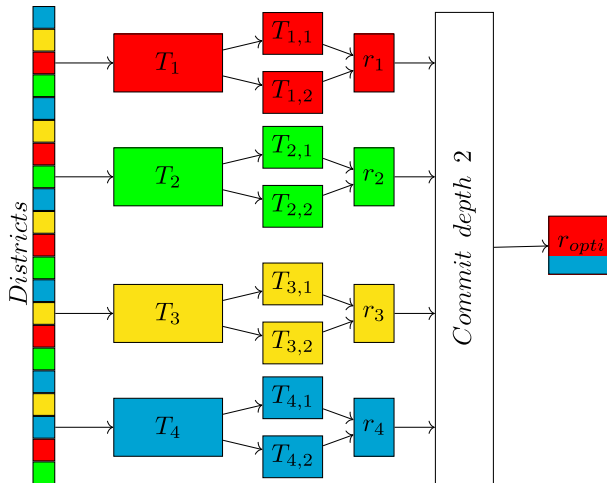 Districts
T1
T1,1
T1,2
r1
T2
T2,1
T2,2
r2
T3
T3,1
T3,2
r3
T4
T4,1
T4,2
r4
Commit depth 2
ropti